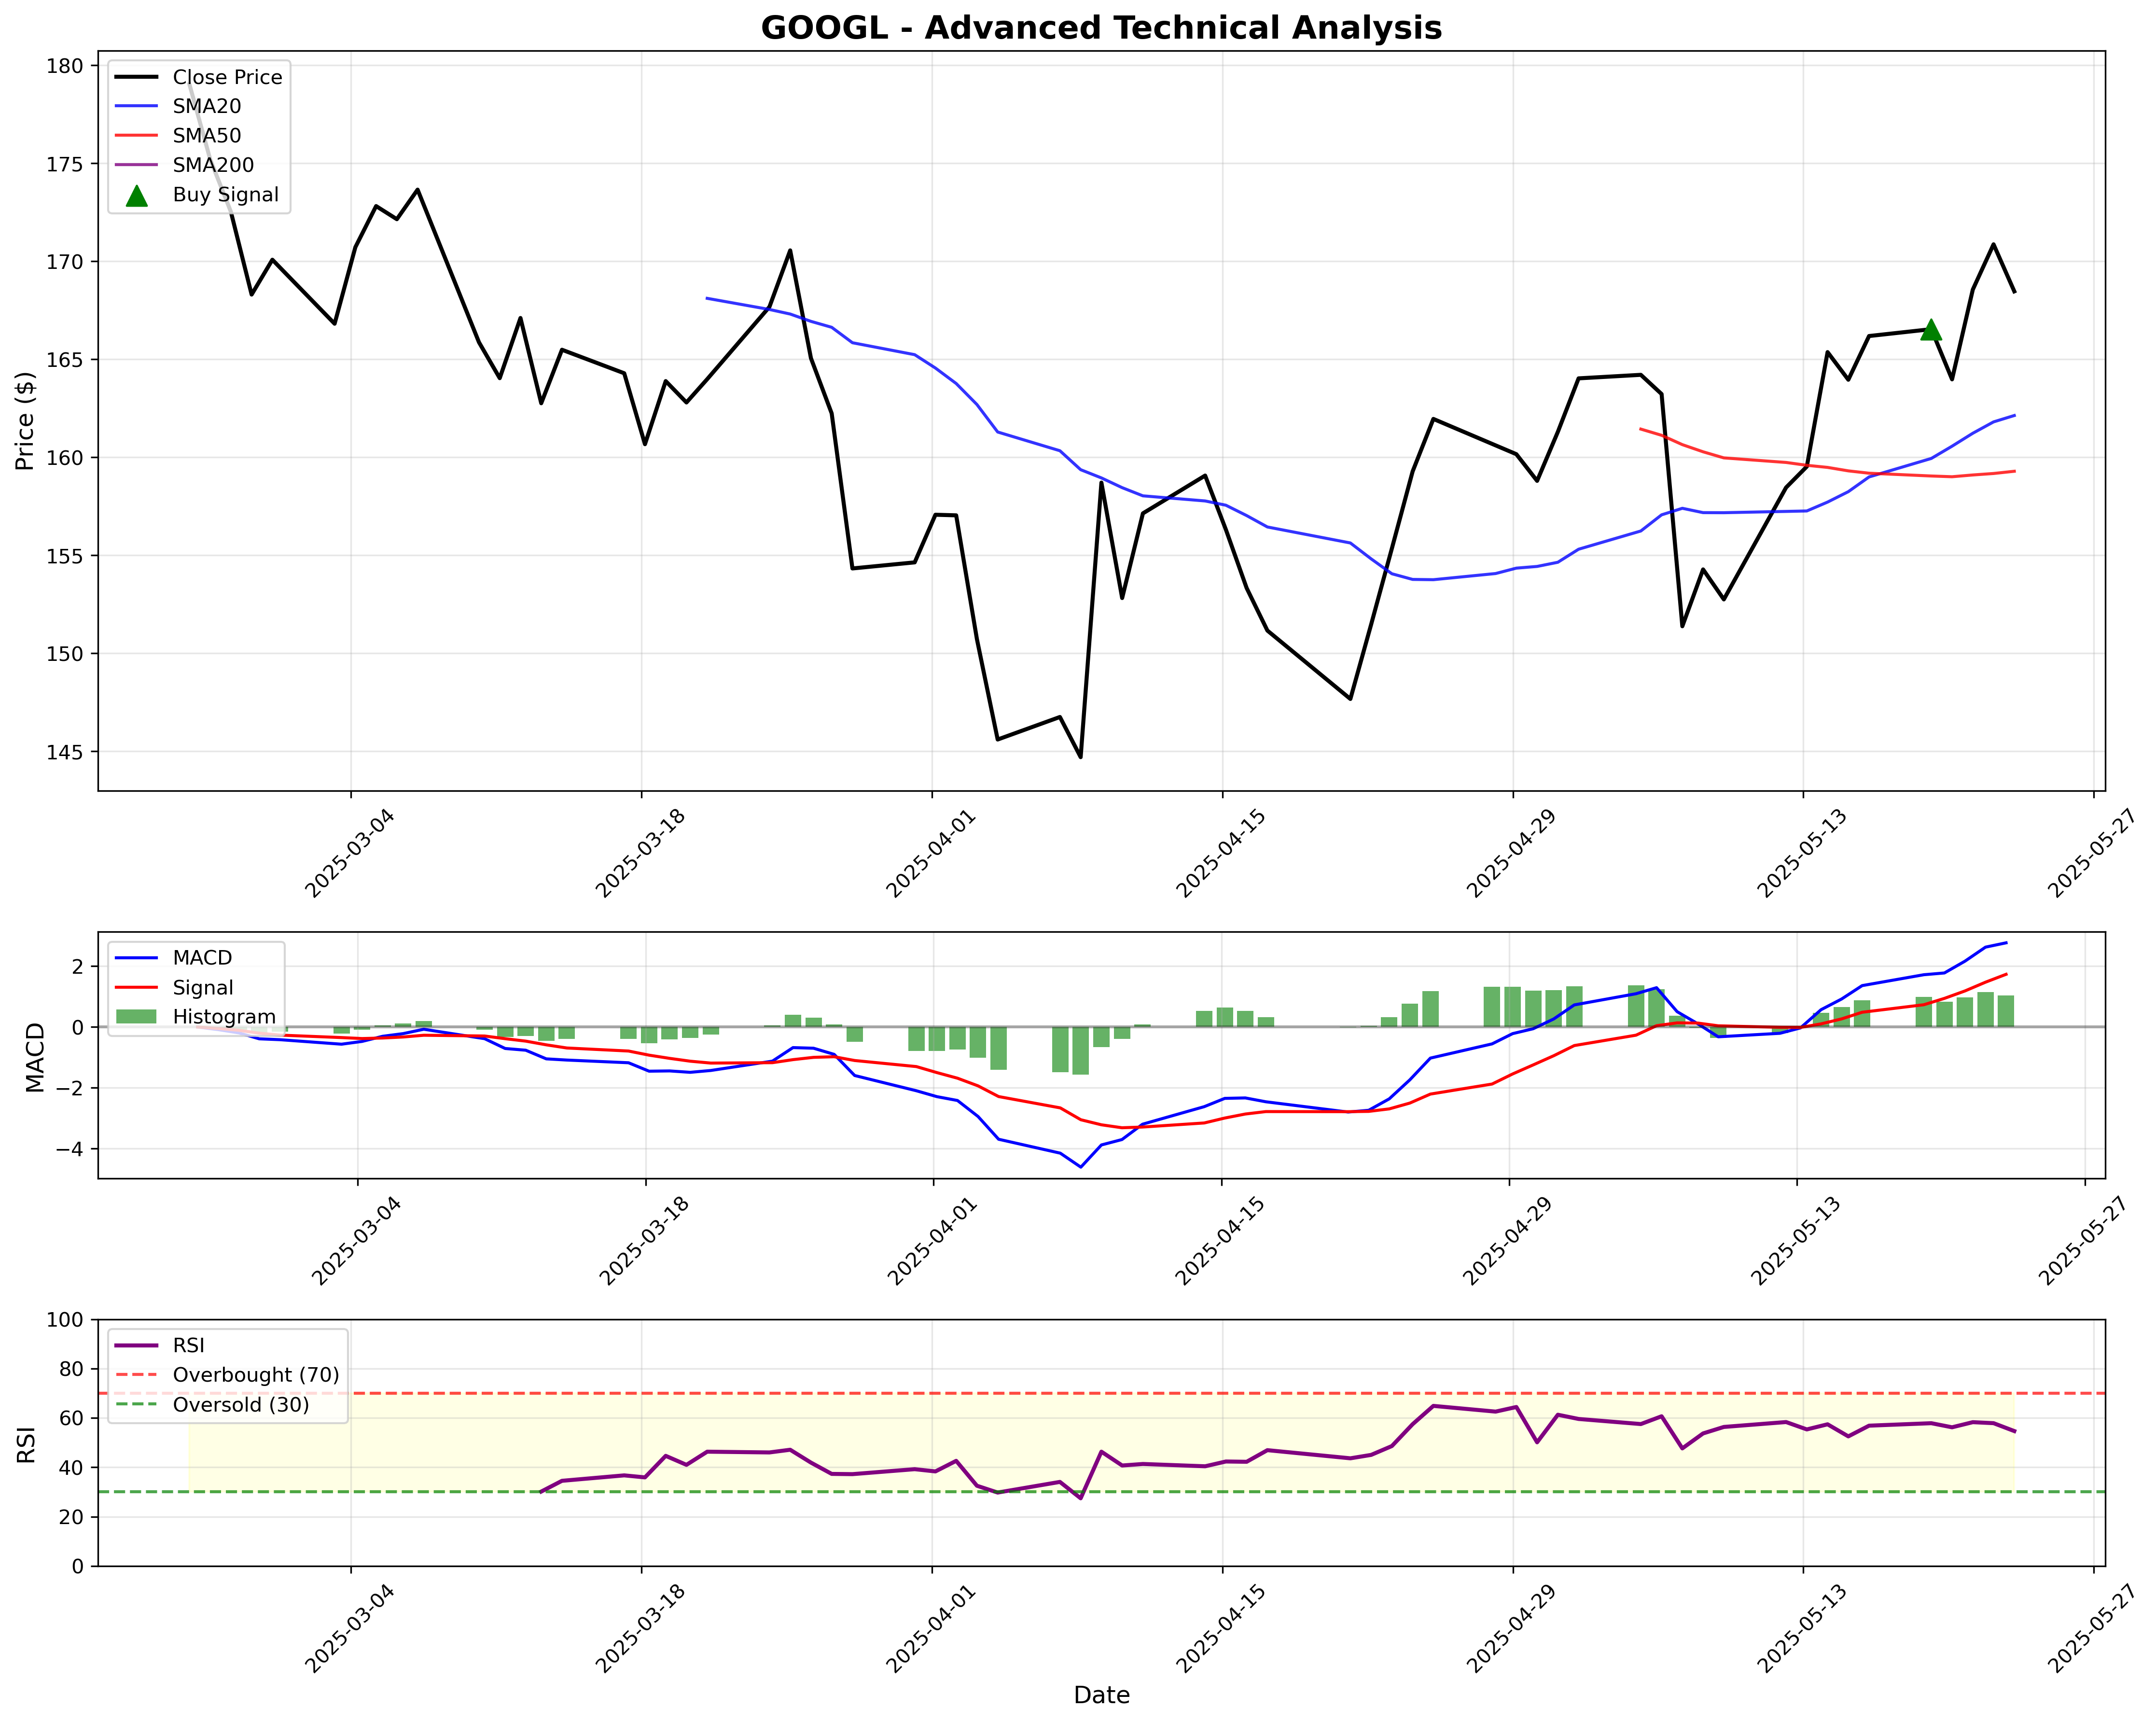 GOOGL - Advanced Technical Analysis
Price ($)
180
175
170
165
160
155
150
145
Close Price
SMA20
SMA50
SMA200
Buy Signal
2025-03-04
2025-03-18
2025-04-01
2025-04-15
2025-04-29
2025-05-13
2025-05-27
MACD
2
0
−2
−4
MACD
Signal
Histogram
2025-03-04
2025-03-18
2025-04-01
2025-04-15
2025-04-29
2025-05-13
2025-05-27
RSI
100
80
60
40
20
0
RSI
Overbought (70)
Oversold (30)
2025-03-04
2025-03-18
2025-04-01
2025-04-15
2025-04-29
2025-05-13
2025-05-27
Date